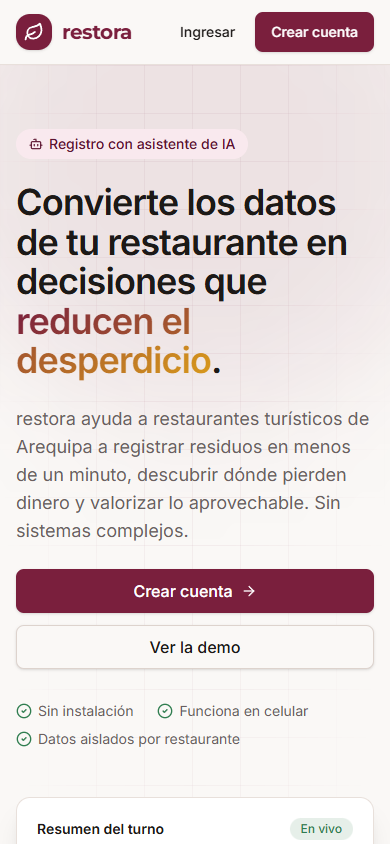 restora
Ingresar
Crear cuenta
Registro con asistente de IA
Convierte los datos
de tu restaurante en
decisiones que
reducen el
desperdicio.
restora ayuda a restaurantes turísticos de
Arequipa a registrar residuos en menos
de un minuto, descubrir dónde pierden
dinero y valorizar lo aprovechable. Sin
sistemas complejos.
Crear cuenta →
Ver la demo
Sin instalación
Funciona en celular
Datos aislados por restaurante
Resumen del turno
En vivo